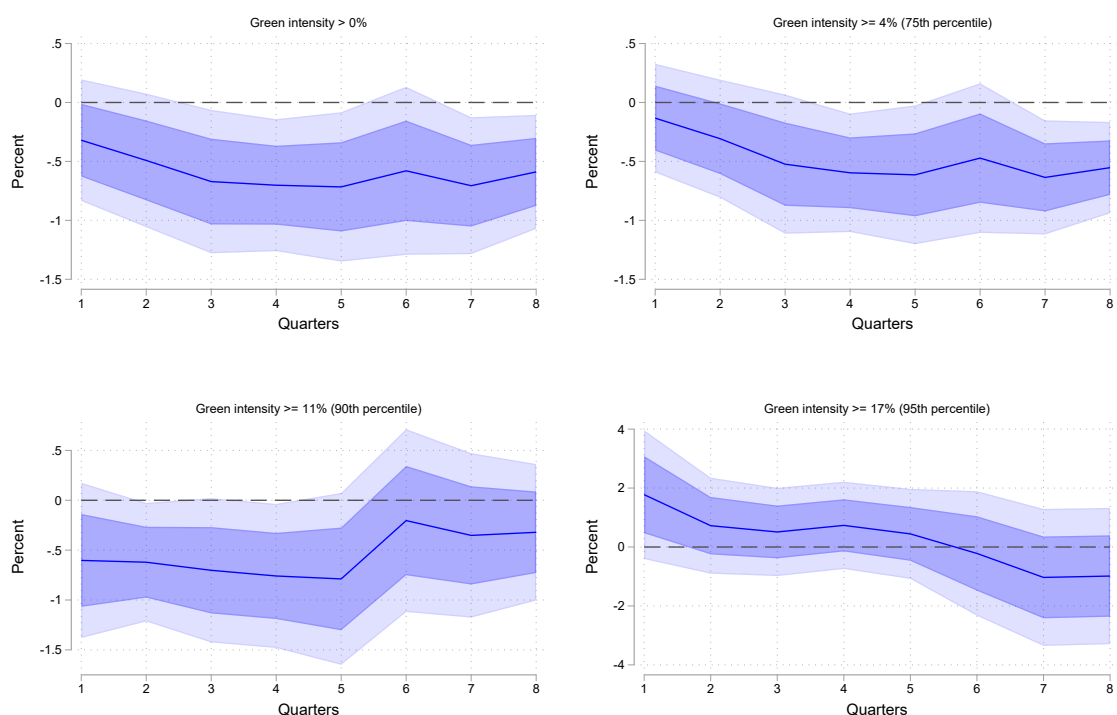 Green intensity > 0%
.5
0
-.5
-1
-1.5
Percent
1 2 3 4 5 6 7 8
Quarters
Green intensity >= 4% (75th percentile)
.5
0
-.5
-1
-1.5
Percent
1 2 3 4 5 6 7 8
Quarters
Green intensity >= 11% (90th percentile)
.5
0
-.5
-1
-1.5
Percent
1 2 3 4 5 6 7 8
Quarters
Green intensity >= 17% (95th percentile)
4
2
0
-2
-4
Percent
1 2 3 4 5 6 7 8
Quarters